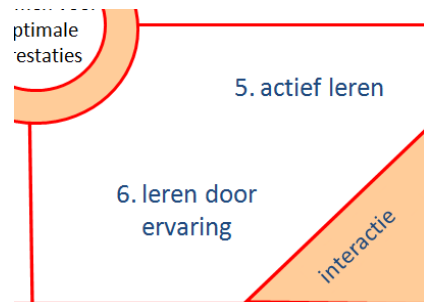 ptimale
restaties
5. actief leren
6. leren door
ervaring
interactie